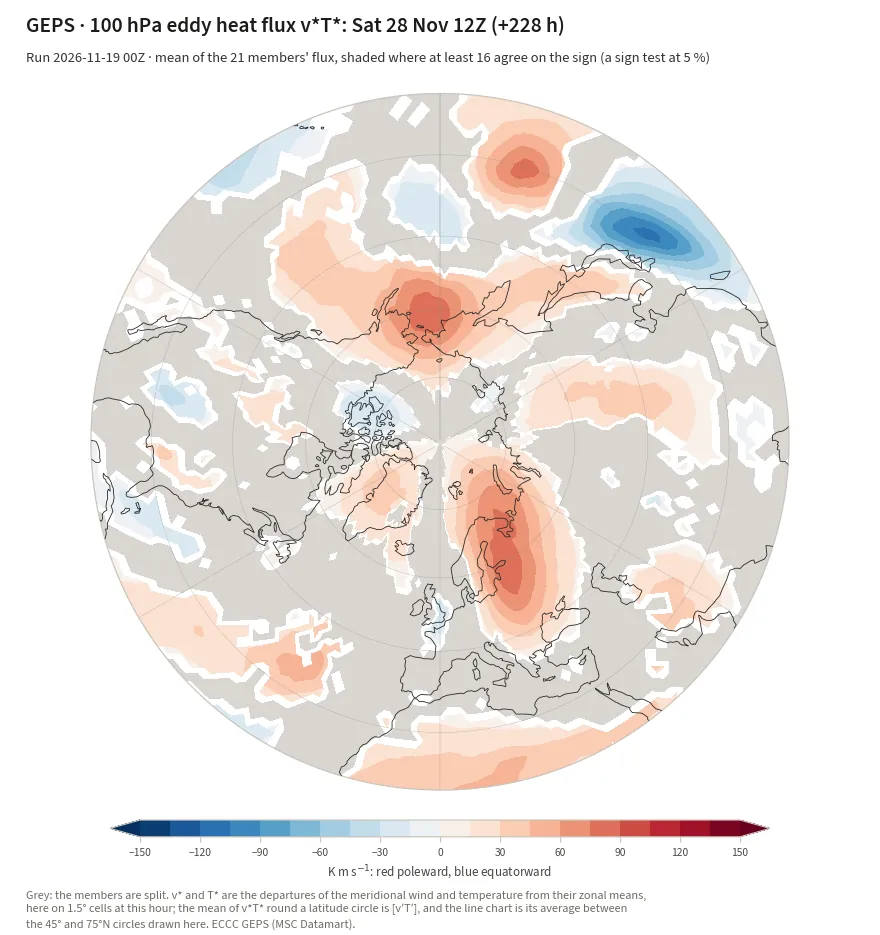 GEPS · 100 hPa eddy heat flux v*T*: Sat 28 Nov 12Z (+228 h)
Run 2026-11-19 00Z · mean of the 21 members' flux, shaded where at least 16 agree on the sign (a sign test at 5 %)
−150 −120 −90 −60 −30 0 30 60 90 120 150
K m s⁻¹: red poleward, blue equatorward
Grey: the members are split. v* and T* are the departures of the meridional wind and temperature from their zonal means,
here on 1.5° cells at this hour; the mean of v*T* round a latitude circle is [v'T'], and the line chart is its average between
the 45° and 75°N circles drawn here. ECCC GEPS (MSC Datamart).